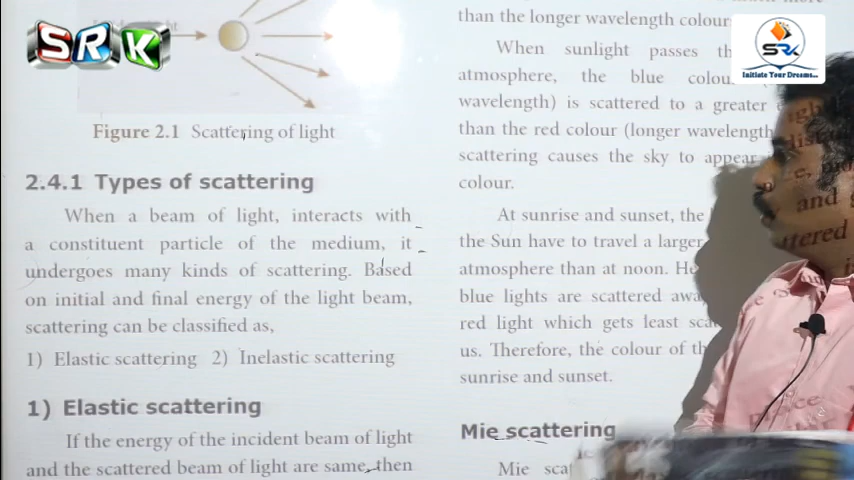 SRK
Figure 2.1 Scattering of light
2.4.1 Types of scattering
When a beam of light, interacts with
a constituent particle of the medium, it
undergoes many kinds of scattering. Based
on initial and final energy of the light beam,
scattering can be classified as,
1) Elastic scattering 2) Inelastic scattering
1) Elastic scattering
If the energy of the incident beam of light
and the scattered beam of light are same, then
than the longer wavelength colour
When sunlight passes
atmosphere, the blue
wavelength) is scattered to a greater
than the red colour (longer wavelength
scattering causes the sky to appear
colour.
At sunrise and sunset, the
the Sun have to travel a larger
atmosphere than at noon.
blue lights are scattered
red light which gets least
us. Therefore, the colour of
sunrise and sunset.
Mie scattering
Mie
SRK
Initiate Your Dreams...